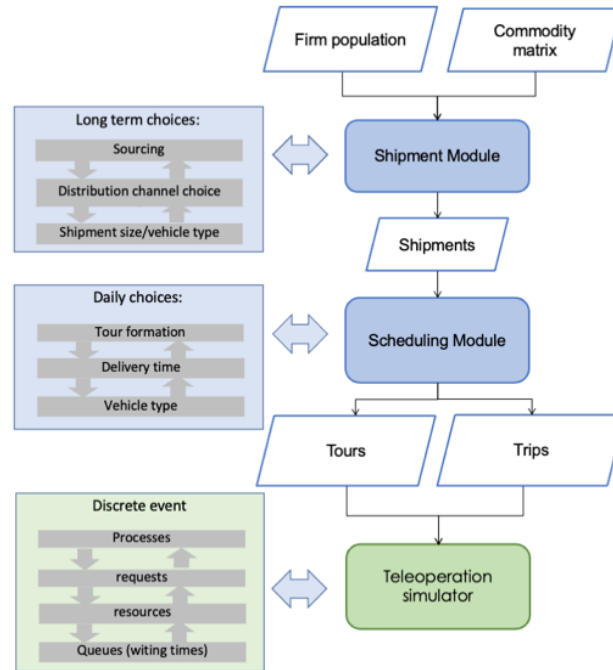 Firm population
Commodity
matrix
Long term choices:
Sourcing
Distribution channel choice
Shipment size/vehicle type
Shipment Module
Shipments
Daily choices:
Tour formation
Delivery time
Vehicle type
Scheduling Module
Tours
Trips
Discrete event
Processes
requests
resources
Queues (witing times)
Teleoperation
simulator